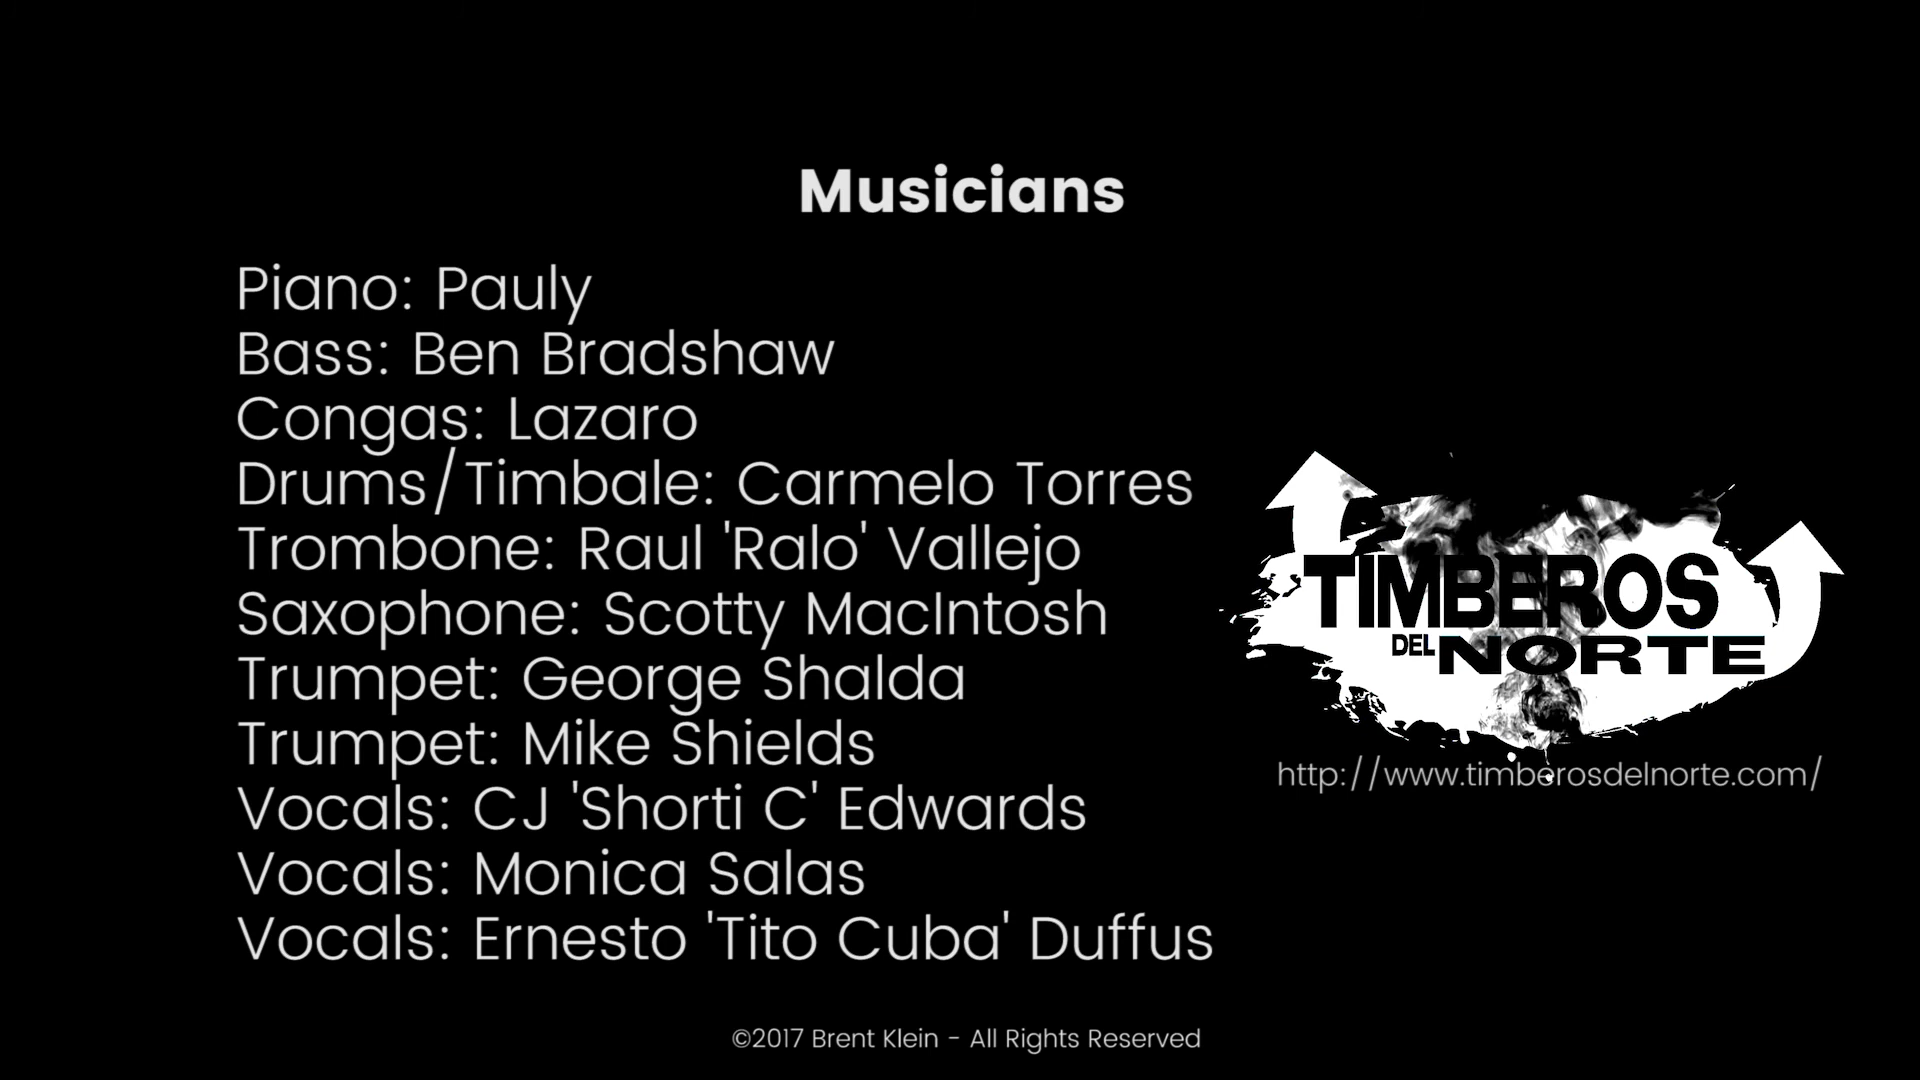 Musicians
Piano: Pauly
Bass: Ben Bradshaw
Congas: Lazaro
Drums/Timbale: Carmelo Torres
Trombone: Raul 'Ralo' Vallejo
Saxophone: Scotty MacIntosh
Trumpet: George Shalda
Trumpet: Mike Shields
Vocals: CJ 'Shorti C' Edwards
Vocals: Monica Salas
Vocals: Ernesto 'Tito Cuba' Duffus
TIMBEROS
DEL NORTE
http://www.timberosdelnorte.com/
©2017 Brent Klein - All Rights Reserved